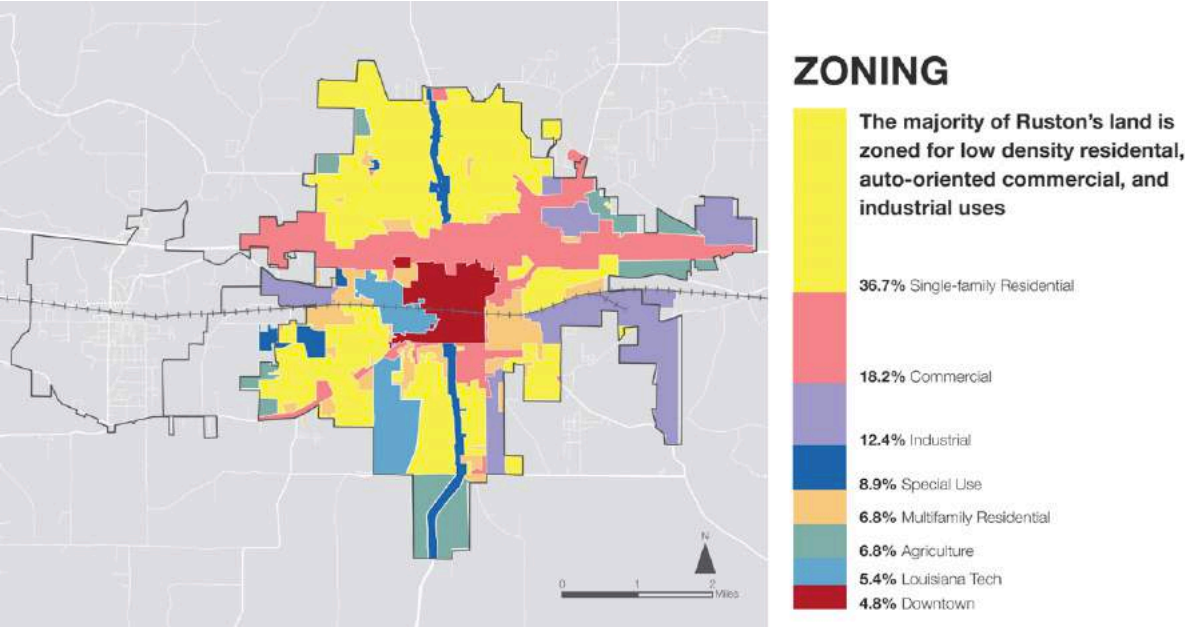 ZONING
The majority of Ruston's land is
zoned for low density residental,
auto-oriented commercial, and
industrial uses
36.7% Single-family Residential
18.2% Commercial
12.4% Industrial
8.9% Special Use
6.8% Multifamily Residential
6.8% Agriculture
5.4% Louisiana Tech
4.8% Downtown
N
0 1 2
Miles